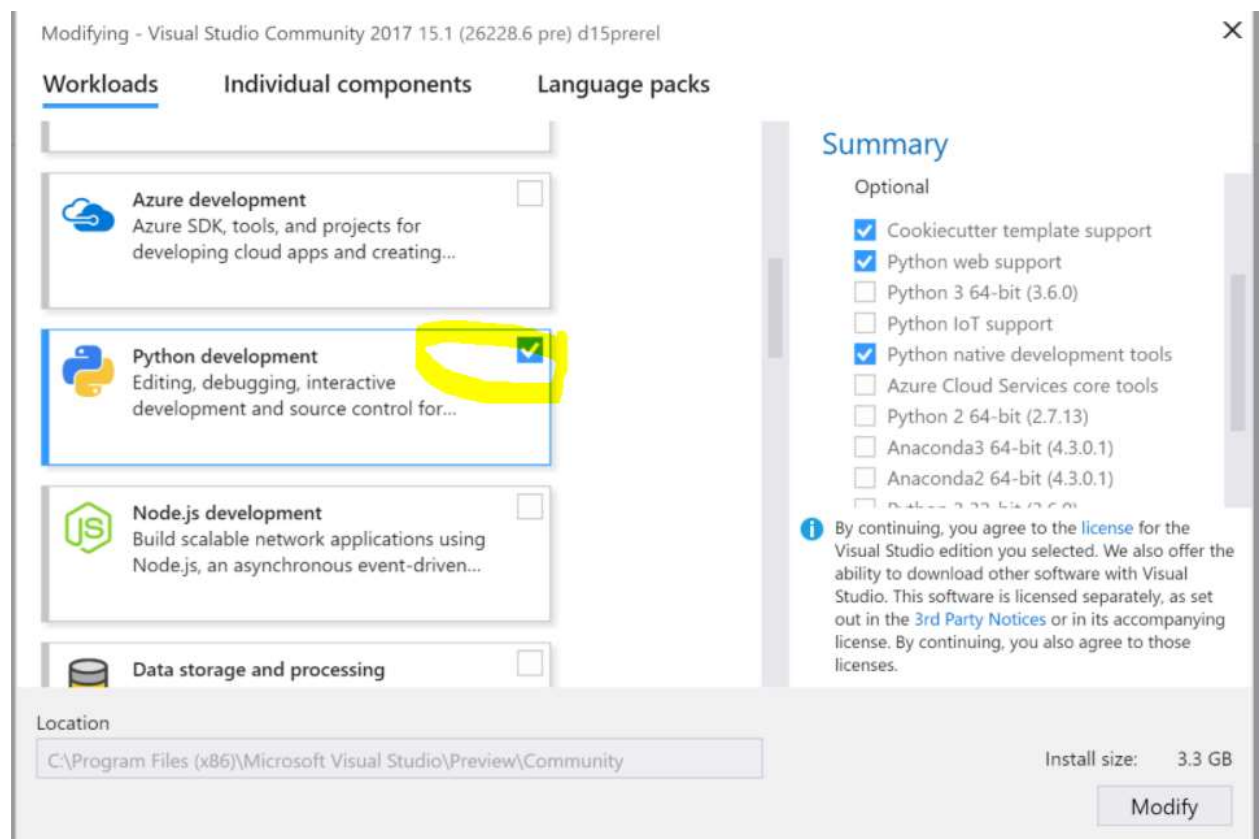 Modifying - Visual Studio Community 2017 15.1 (26228.6 pre) d15prerel
Workloads
Individual components
Language packs
Azure development
Azure SDK, tools, and projects for
developing cloud apps and creating...
Python development
Editing, debugging, interactive
development and source control for...
JS
Node.js development
Build scalable network applications using
Node.js, an asynchronous event-driven...
Data storage and processing
Summary
Optional
Cookiecutter template support
Python web support
Python 3 64-bit (3.6.0)
Python IoT support
Python native development tools
Azure Cloud Services core tools
Python 2 64-bit (2.7.13)
Anaconda3 64-bit (4.3.0.1)
Anaconda2 64-bit (4.3.0.1)
Python 3 32-bit (3.6.0)
By continuing, you agree to the license for the
Visual Studio edition you selected. We also offer the
ability to download other software with Visual
Studio. This software is licensed separately, as set
out in the 3rd Party Notices or in its accompanying
license. By continuing, you also agree to those
licenses.
Location
C:\Program Files (x86)\Microsoft Visual Studio\Preview\Community
Install size: 3.3 GB
Modify